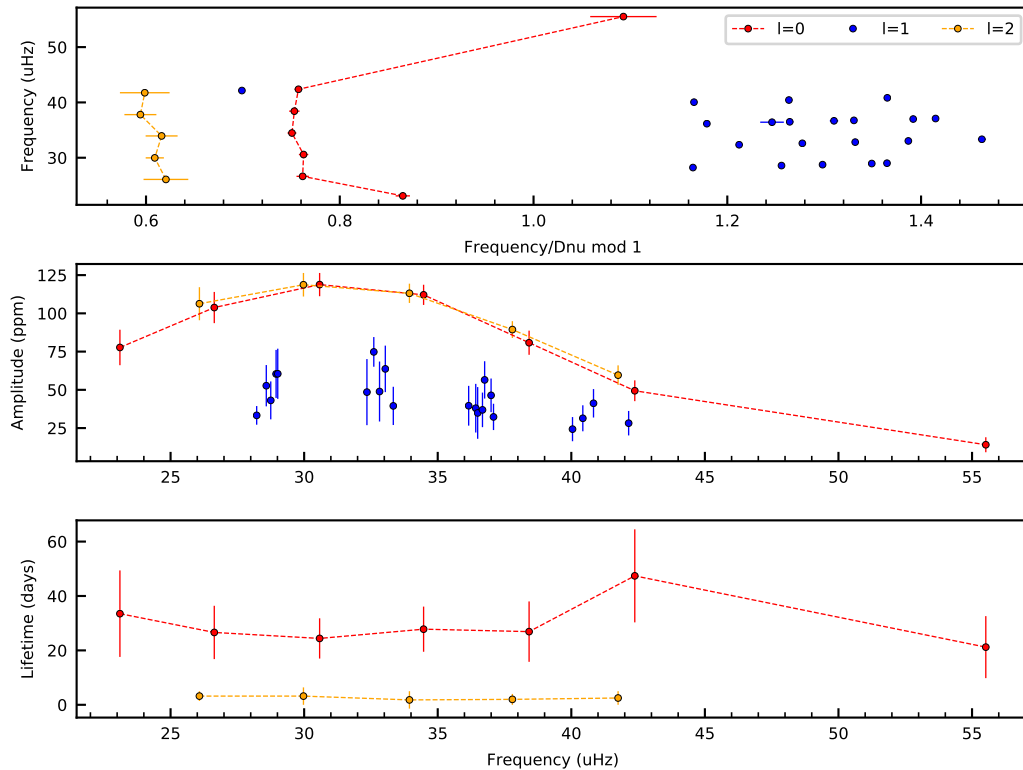 l=0 l=1 l=2
50
40
30
Frequency (uHz)
0.6 0.8 1.0 1.2 1.4
Frequency/Dnu mod 1
125
100
75
50
25
Amplitude (ppm)
25 30 35 40 45 50 55
60
40
20
0
Lifetime (days)
25 30 35 40 45 50 55
Frequency (uHz)